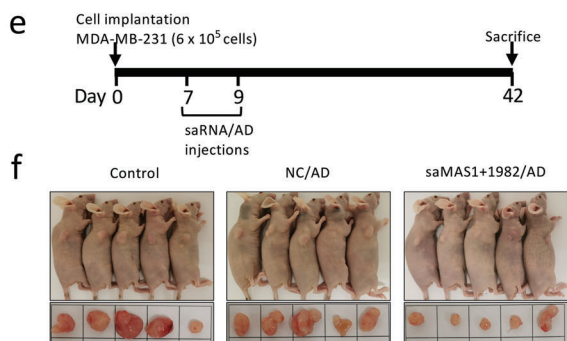 e
Cell implantation
MDA-MB-231 (6 x 10⁵ cells)
Sacrifice
Day 0 7 9 42
saRNA/AD
injections
f
Control NC/AD saMAS1+1982/AD